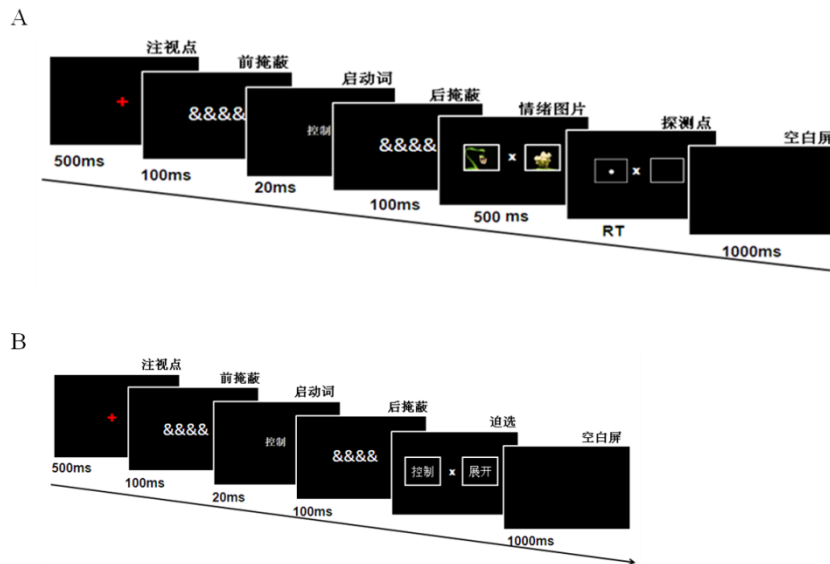 A
注视点
前掩蔽
启动词
后掩蔽
情绪图片
探测点
空白屏
&&&&
控制
&&&&
x
x
500ms
100ms
20ms
100ms
500 ms
RT
1000ms
B
注视点
前掩蔽
启动词
后掩蔽
迫选
空白屏
&&&&
控制
&&&&
控制 x 展开
500ms
100ms
20ms
100ms
1000ms